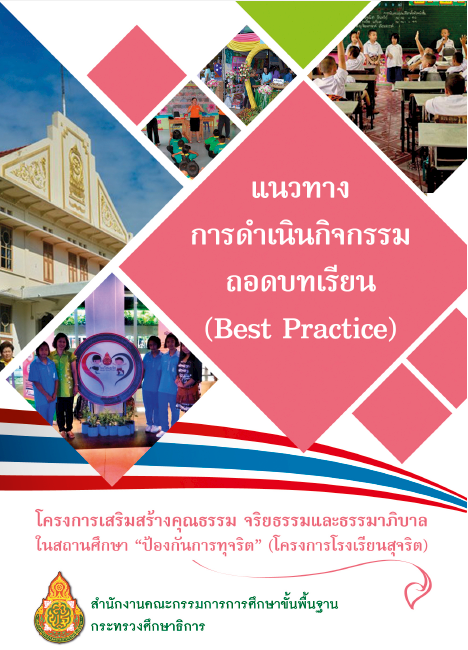 แนวทาง
การดำเนินกิจกรรม
ถอดบทเรียน
(Best Practice)
โครงการเสริมสร้างคุณธรรม จริยธรรมและธรรมาภิบาล
ในสถานศึกษา “ป้องกันการทุจริต” (โครงการโรงเรียนสุจริต)
สำนักงานคณะกรรมการการศึกษาขั้นพื้นฐาน
กระทรวงศึกษาธิการ